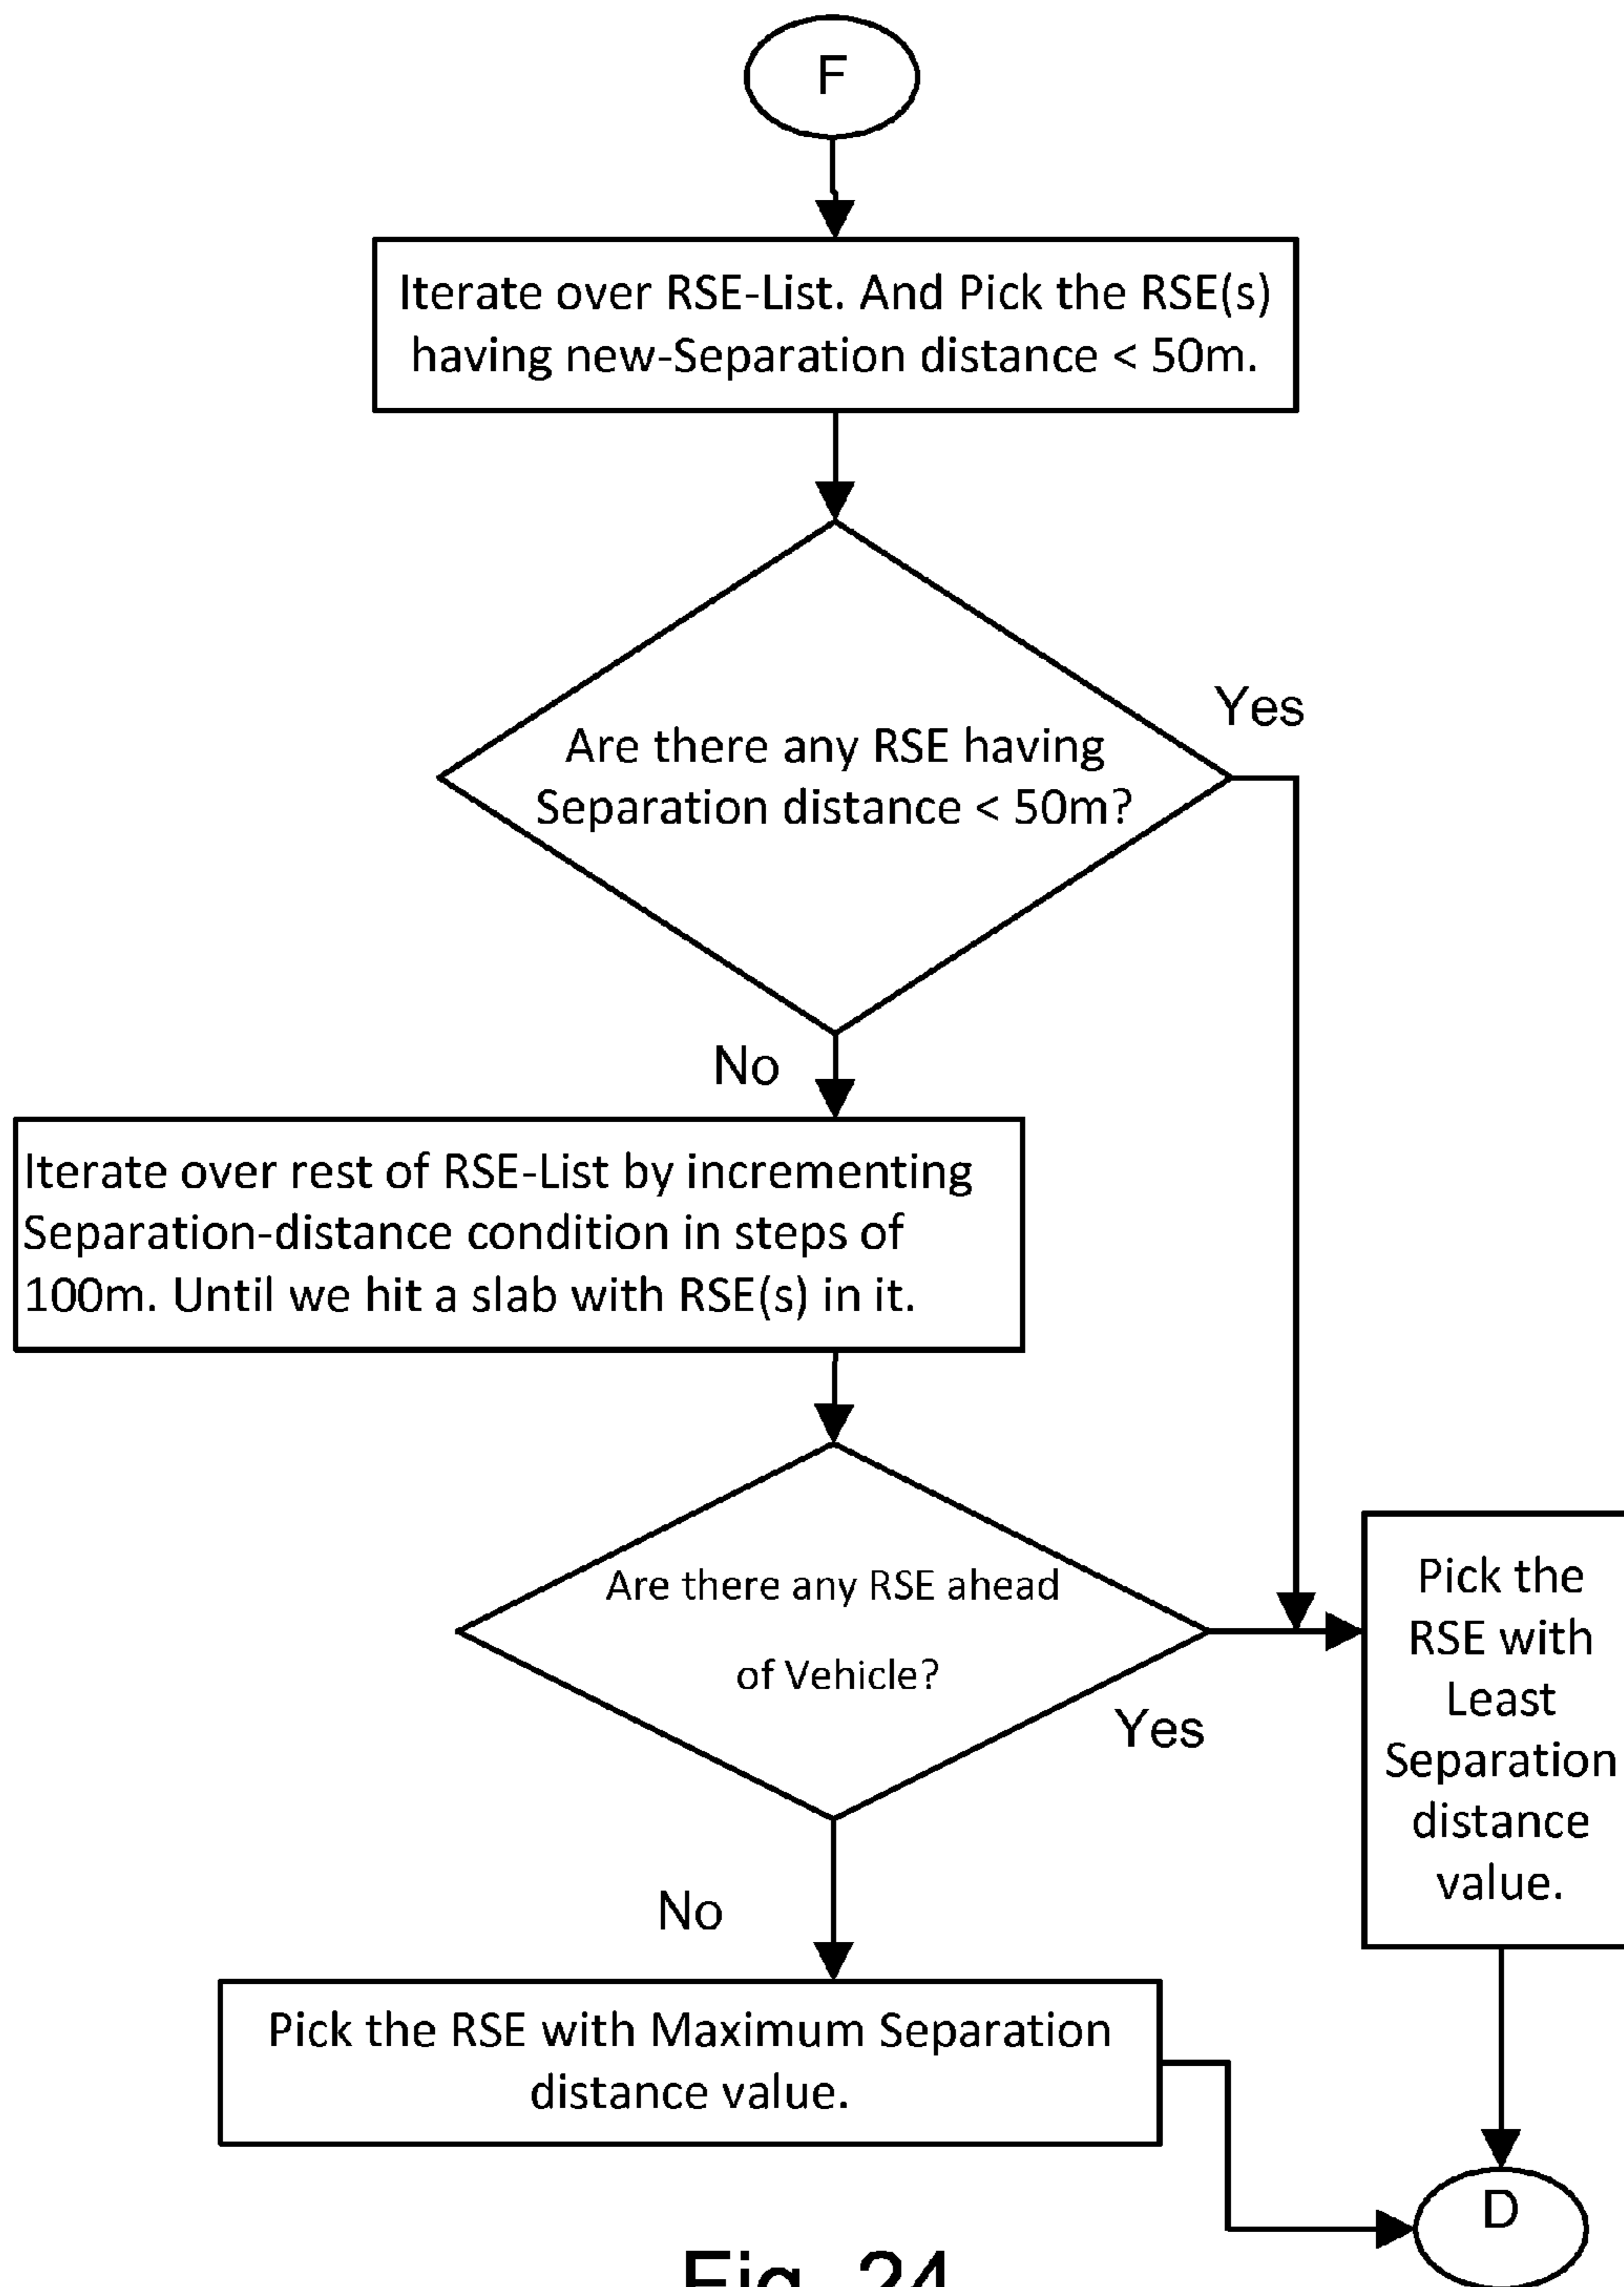 F
Iterate over RSE-List. And Pick the RSE(s)
having new-Separation distance < 50m.
Are there any RSE having
Separation distance < 50m?
Yes
No
Iterate over rest of RSE-List by incrementing
Separation-distance condition in steps of
100m. Until we hit a slab with RSE(s) in it.
Are there any RSE ahead
of Vehicle?
Yes
No
Pick the
RSE with
Least
Separation
distance
value.
Pick the RSE with Maximum Separation
distance value.
D
Fig. 24